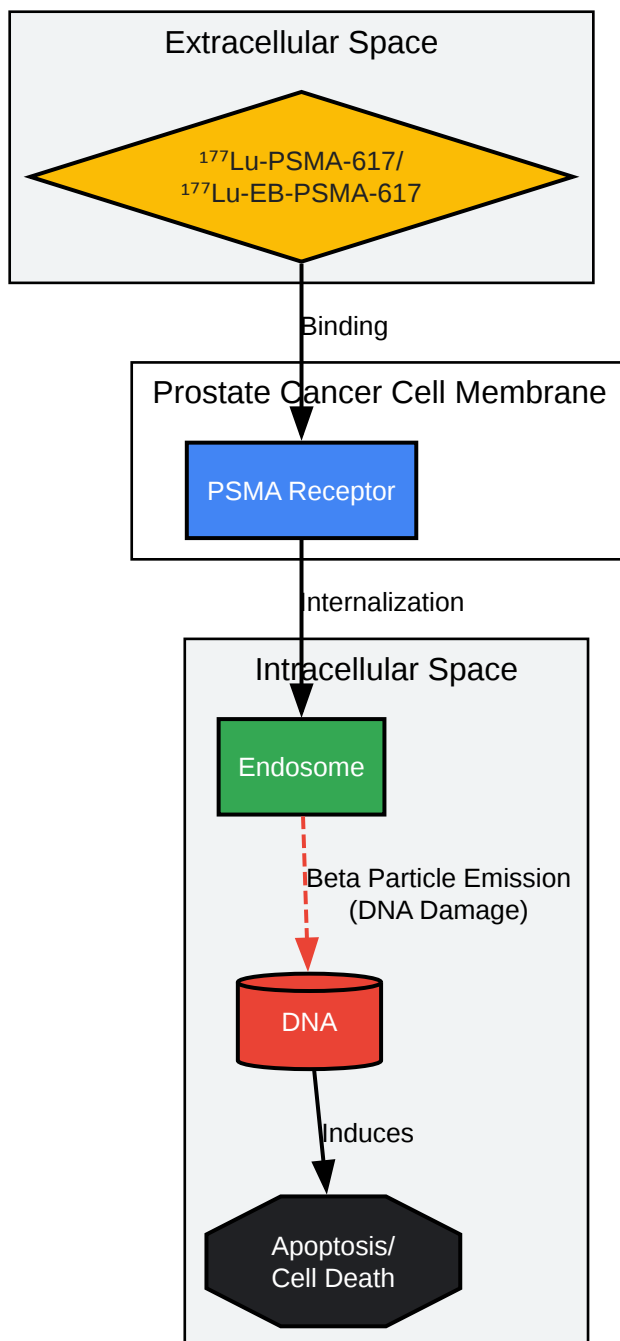 Extracellular Space
¹⁷⁷Lu-PSMA-617/
¹⁷⁷Lu-EB-PSMA-617
Binding
Prostate Cancer Cell Membrane
PSMA Receptor
Internalization
Intracellular Space
Endosome
Beta Particle Emission
(DNA Damage)
DNA
Induces
Apoptosis/
Cell Death